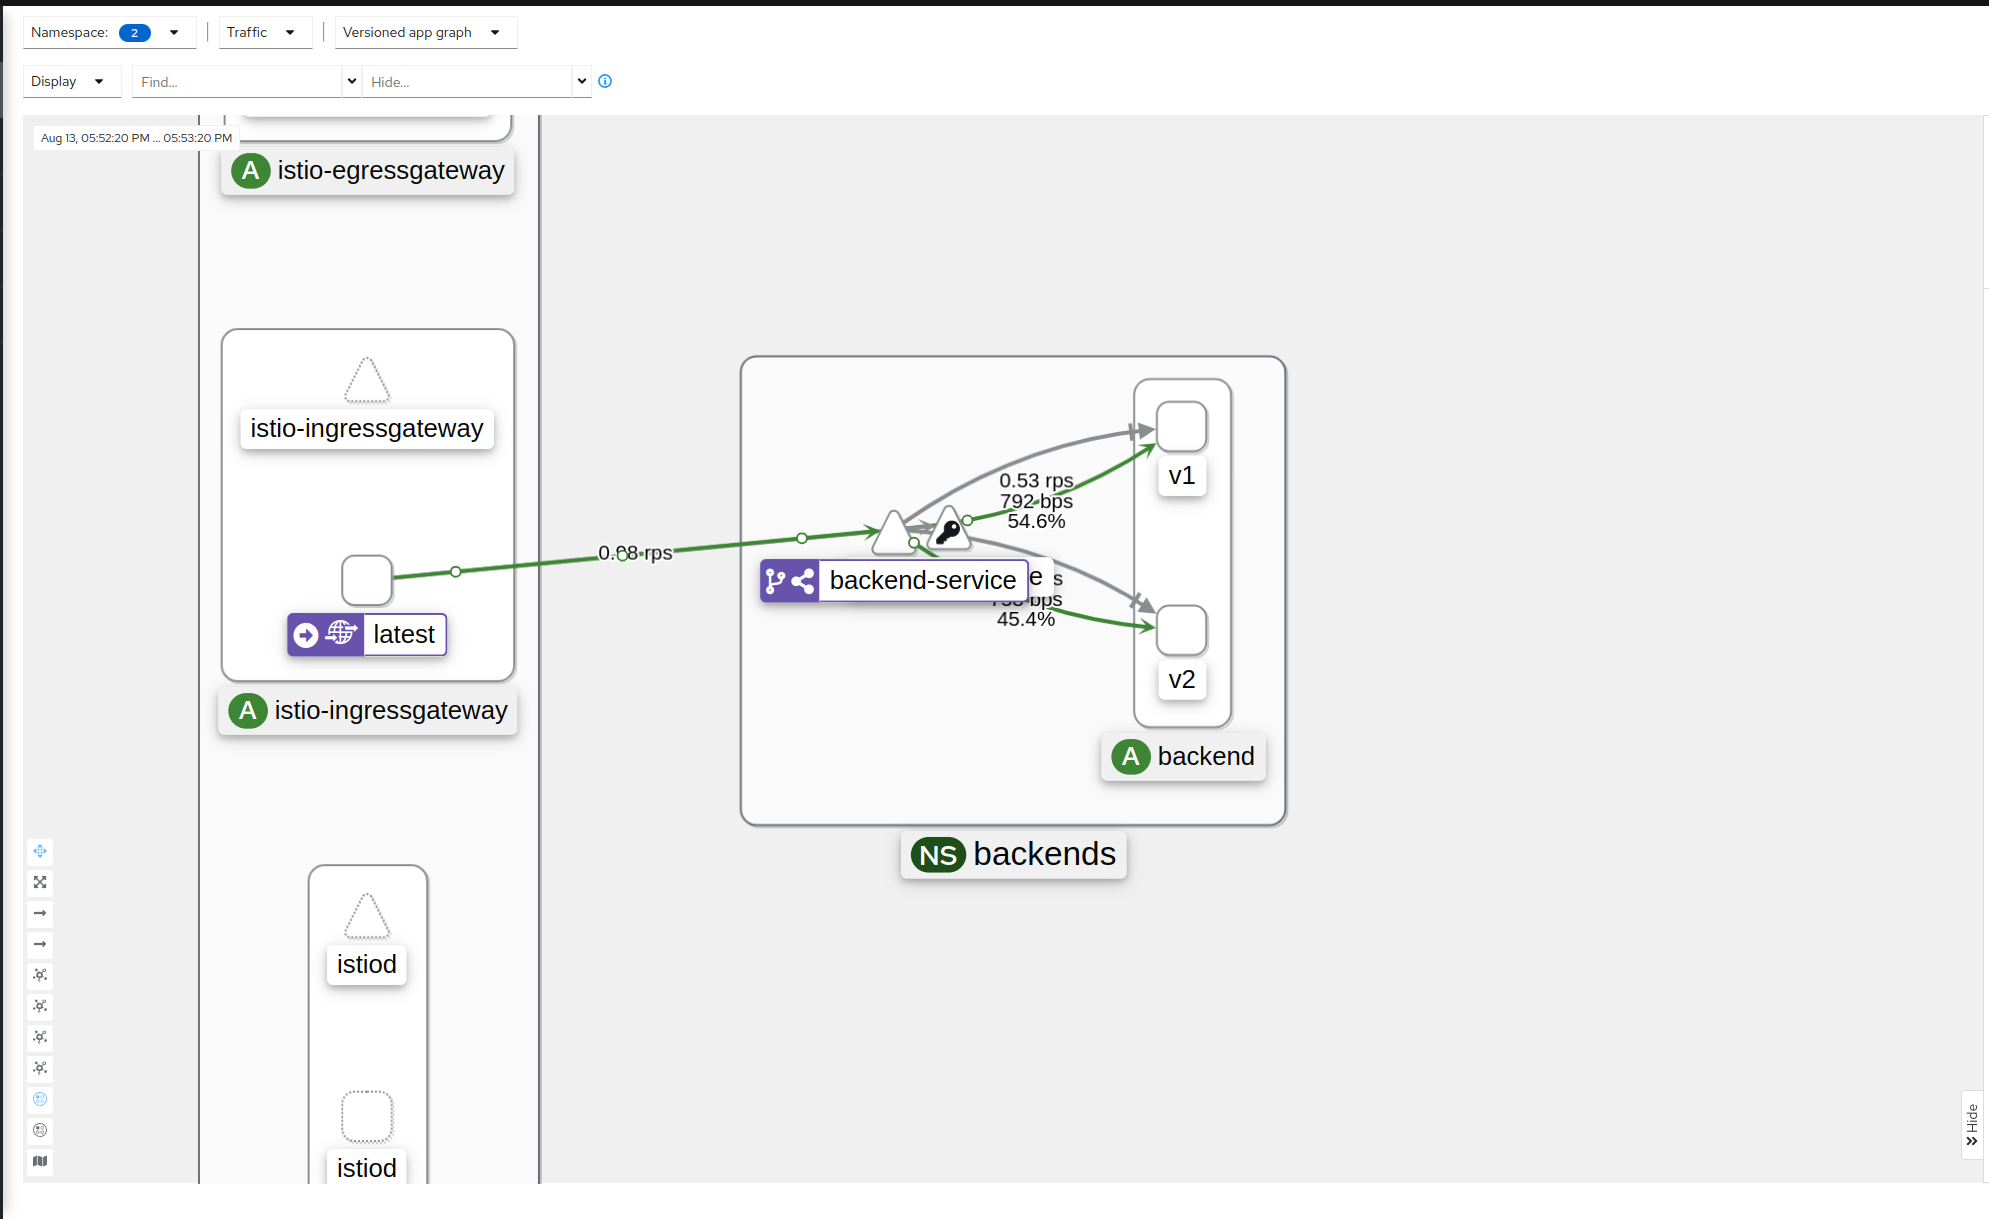 Namespace: 2 Traffic Versioned app graph
Display Find... Hide...
Aug 13, 05:52:20 PM ... 05:53:20 PM
A istio-egressgateway
istio-ingressgateway
latest
A istio-ingressgateway
0.98 rps
0.53 rps
792 bps
54.6%
backend-service
e
s
bps
45.4%
v1
v2
A backend
NS backends
istiod
istiod
Hide